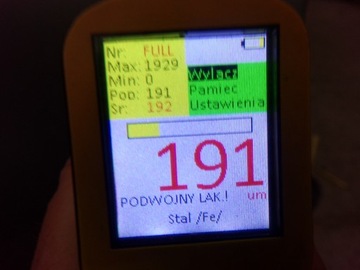 Nr: FULL
Max: 1929
Min: 0
Pop: 191
Sr: 192
Wylacz
Pamiec
Ustawienia
191
um
PODWOJNY LAK.!
Stal /Fe/